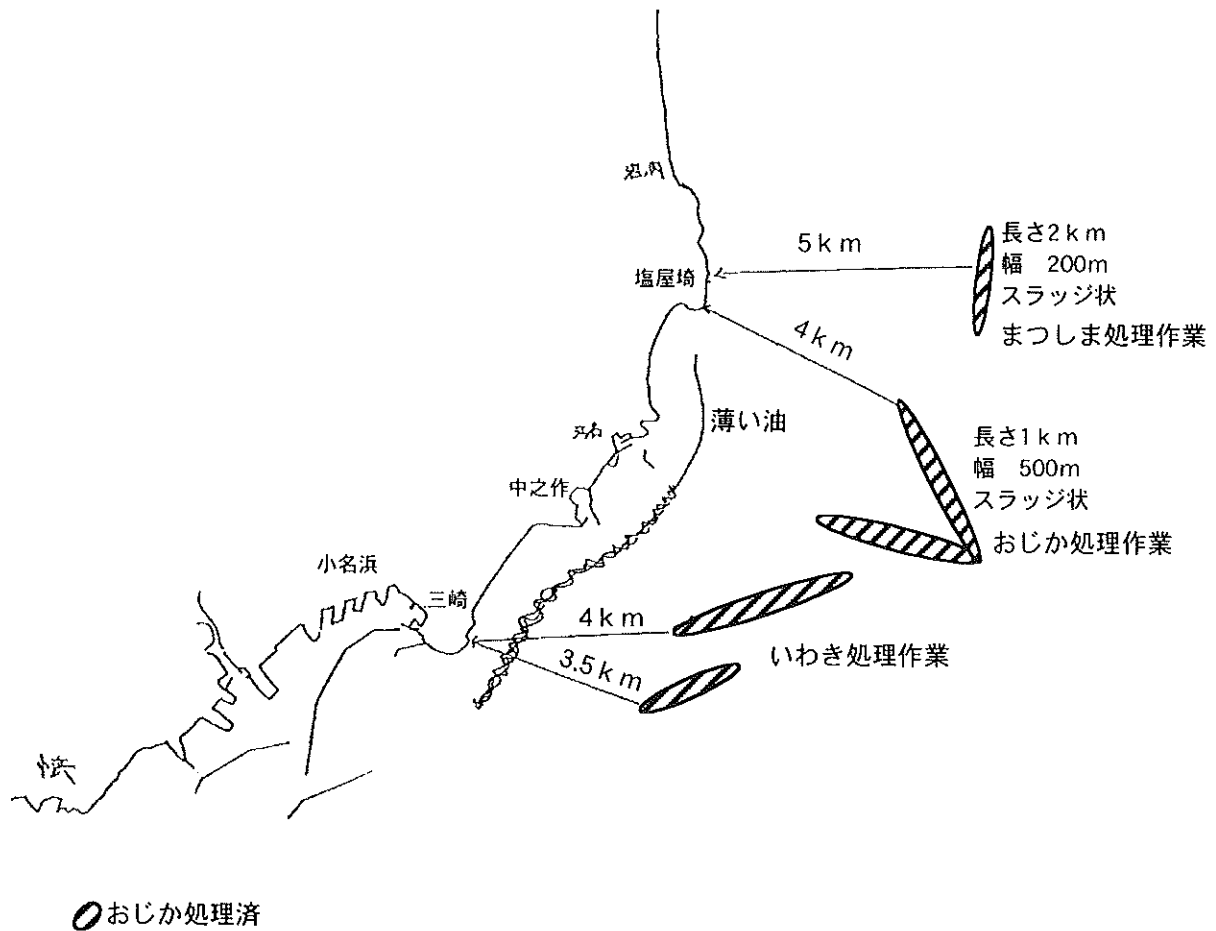 沼ノ内
5km
長さ2km
幅 200m
スラッジ状
まつしま処理作業
塩屋埼
4km
薄い油
長さ1km
幅 500m
スラッジ状
おじか処理作業
中之作
小名浜
三崎
4km
いわき処理作業
3.5km
おじか処理済